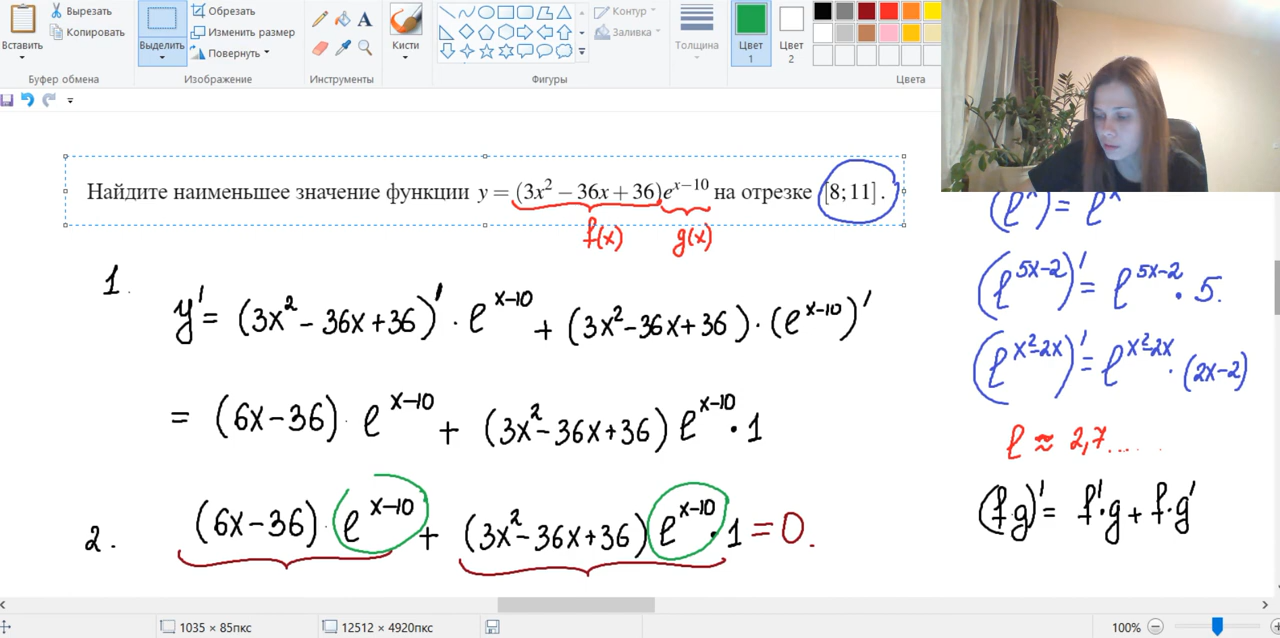 Вставить
Вырезать
Копировать
Буфер обмена
Выделить
Обрезать
Изменить размер
Повернуть
Изображение
A
Инструменты
Кисти
Контур
Заливка
Фигуры
Толщина
Цвет 1
Цвет 2
Цвета
Найдите наименьшее значение функции y = (3x² − 36x + 36)e^{x−10} на отрезке [8; 11].
f(x) g(x)
1.
y' = (3x² − 36x + 36)' · e^{x−10} + (3x² − 36x + 36) · (e^{x−10})'
= (6x − 36) · e^{x−10} + (3x² − 36x + 36) e^{x−10} · 1
2. (6x − 36) · e^{x−10} + (3x² − 36x + 36) e^{x−10} · 1 = 0.
(e^x)' = e^x
(e^{5x−2})' = e^{5x−2} · 5.
(e^{x²−2x})' = e^{x²−2x} · (2x−2)
e ≈ 2,7.....
(f·g)' = f'·g + f·g'
1035 × 85пкс
12512 × 4920пкс
100%